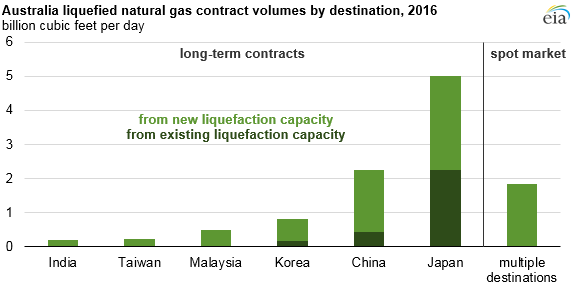 Australia liquefied natural gas contract volumes by destination, 2016
billion cubic feet per day
eia
6
5
4
3
2
1
0
long-term contracts
spot market
from new liquefaction capacity
from existing liquefaction capacity
India
Taiwan
Malaysia
Korea
China
Japan
multiple
destinations